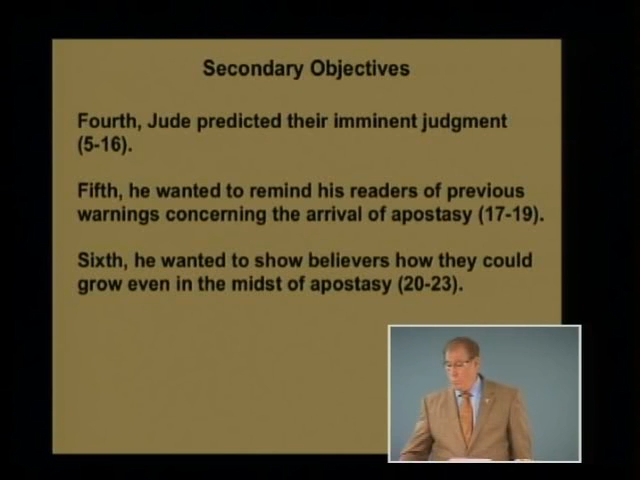 Secondary Objectives
Fourth, Jude predicted their imminent judgment
(5-16).
Fifth, he wanted to remind his readers of previous
warnings concerning the arrival of apostasy (17-19).
Sixth, he wanted to show believers how they could
grow even in the midst of apostasy (20-23).